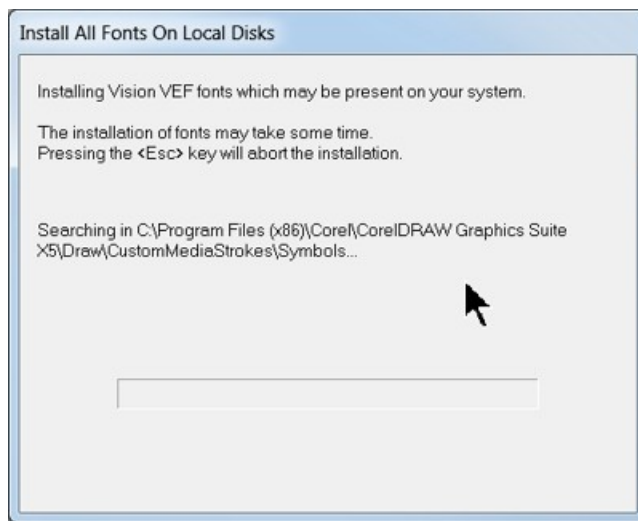 Install All Fonts On Local Disks
Installing Vision VEF fonts which may be present on your system.
The installation of fonts may take some time.
Pressing the <Esc> key will abort the installation.
Searching in C:\Program Files (x86)\Corel\CorelDRAW Graphics Suite
X5\Draw\CustomMediaStrokes\Symbols...